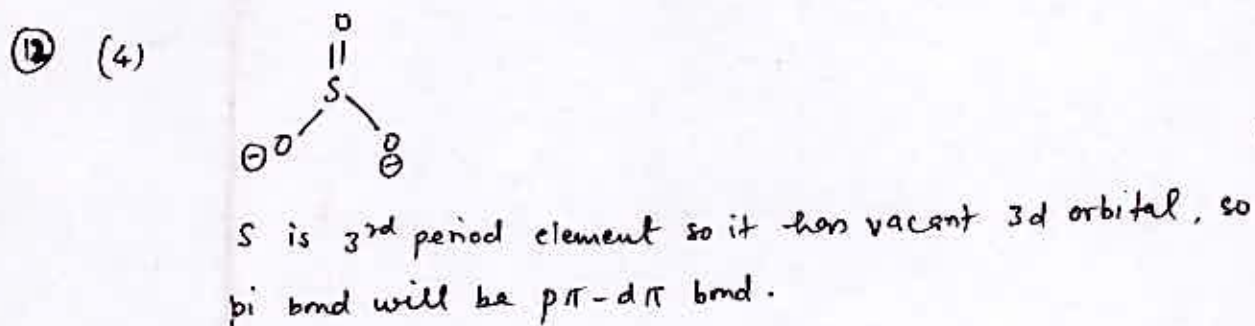 12 (4)
O
||
S
⊖O O
⊖
S is 3rd period element so it has vacant 3d orbital, so
pi bond will be pπ-dπ bond.